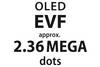 OLED
EVF
approx.
2.36 MEGA
dots